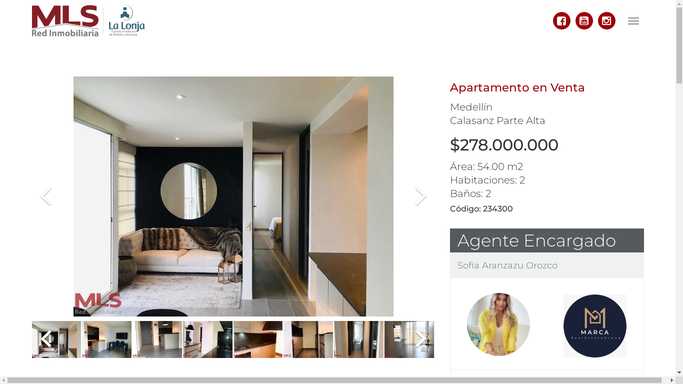 MLS
Red Inmobiliaria
La Lonja
Apartamento en Venta
Medellín
Calasanz Parte Alta
$278.000.000
Área: 54.00 m2
Habitaciones: 2
Baños: 2
Código: 234300
Agente Encargado
Sofia Aranzazu Orozco
MLS
MARCA